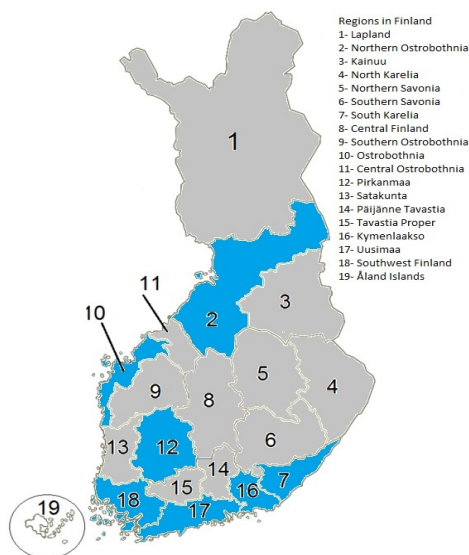 Regions in Finland
1- Lapland
2- Northern Ostrobothnia
3- Kainuu
4- North Karelia
5- Northern Savonia
6- Southern Savonia
7- South Karelia
8- Central Finland
9- Southern Ostrobothnia
10- Ostrobothnia
11- Central Ostrobothnia
12- Pirkanmaa
13- Satakunta
14- Päijänne Tavastia
15- Tavastia Proper
16- Kymenlaakso
17- Uusimaa
18- Southwest Finland
19- Åland Islands
1
2
3
11
10
4
5
9
8
6
12
13
14
7
15
16
18
17
19